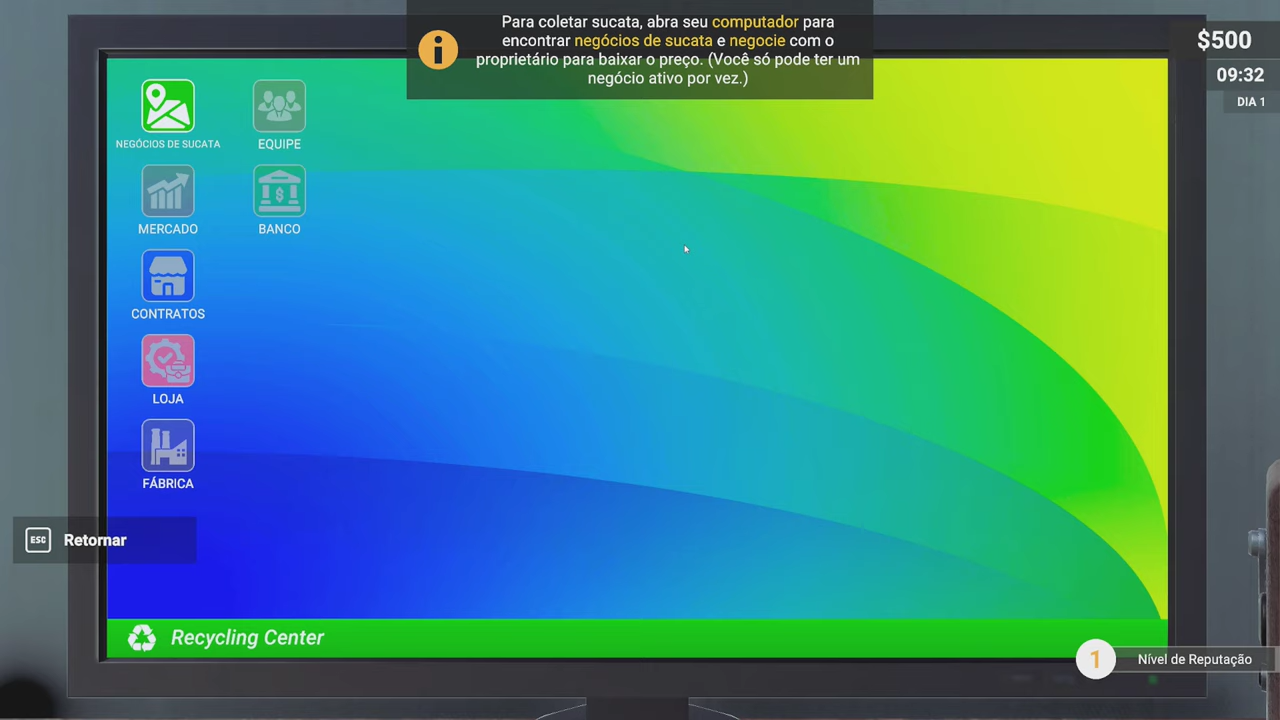 Para coletar sucata, abra seu computador para
encontrar negócios de sucata e negocie com o
proprietário para baixar o preço. (Você só pode ter um
negócio ativo por vez.)
$500
09:32
DIA 1
NEGÓCIOS DE SUCATA
EQUIPE
MERCADO
BANCO
CONTRATOS
LOJA
FÁBRICA
ESC Retornar
Recycling Center
1 Nível de Reputação